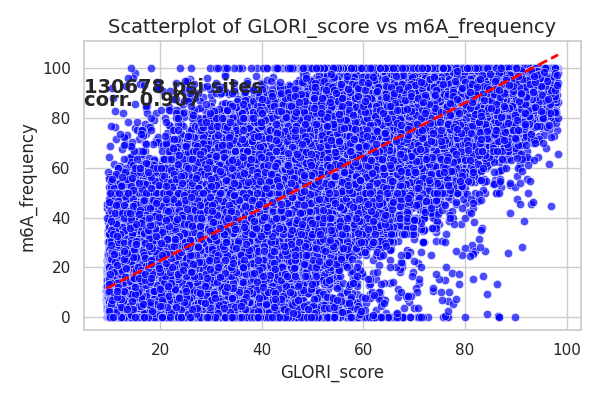 Scatterplot of GLORI_score vs m6A_frequency
130678 psi sites
corr. 0.907
m6A_frequency
100
80
60
40
20
0
20 40 60 80 100
GLORI_score